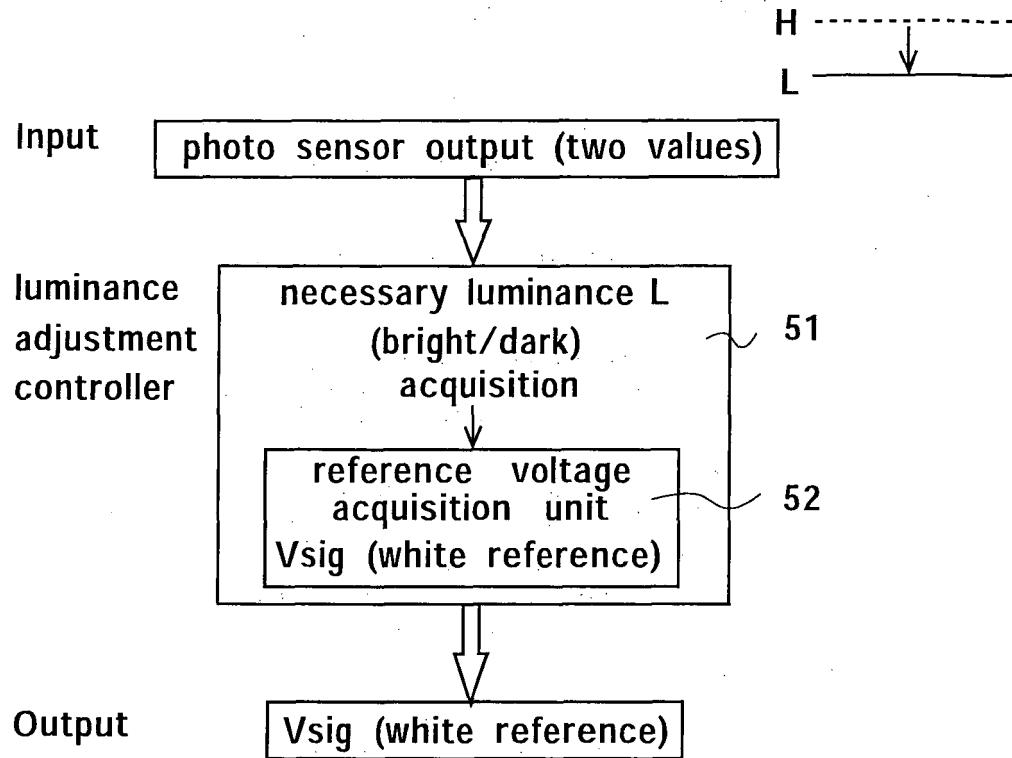 H
L
Input
photo sensor output (two values)
luminance
adjustment
controller
necessary luminance L
(bright/dark)
acquisition
51
reference voltage
acquisition unit
Vsig (white reference)
52
Output
Vsig (white reference)